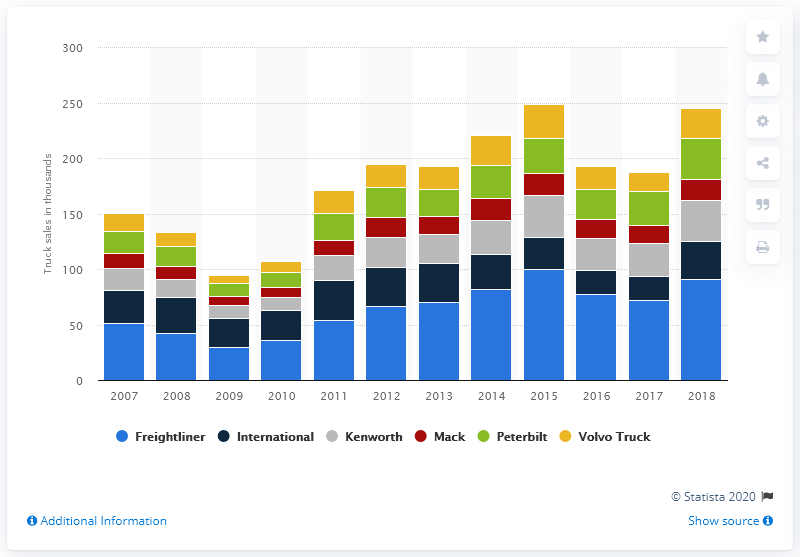 300
250
200
150
100
50
0
Truck sales in thousands
2007 2008 2009 2010 2011 2012 2013 2014 2015 2016 2017 2018
Freightliner International Kenworth Mack Peterbilt Volvo Truck
© Statista 2020
Additional Information Show source